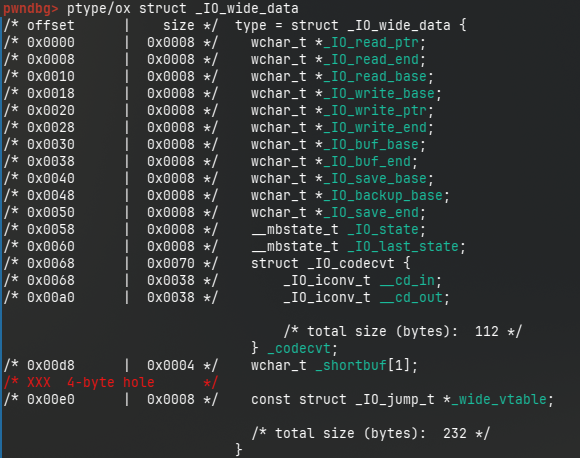 pwndbg> ptype/ox struct _IO_wide_data
/* offset      |    size */  type = struct _IO_wide_data {
/* 0x0000      |  0x0008 */    wchar_t *_IO_read_ptr;
/* 0x0008      |  0x0008 */    wchar_t *_IO_read_end;
/* 0x0010      |  0x0008 */    wchar_t *_IO_read_base;
/* 0x0018      |  0x0008 */    wchar_t *_IO_write_base;
/* 0x0020      |  0x0008 */    wchar_t *_IO_write_ptr;
/* 0x0028      |  0x0008 */    wchar_t *_IO_write_end;
/* 0x0030      |  0x0008 */    wchar_t *_IO_buf_base;
/* 0x0038      |  0x0008 */    wchar_t *_IO_buf_end;
/* 0x0040      |  0x0008 */    wchar_t *_IO_save_base;
/* 0x0048      |  0x0008 */    wchar_t *_IO_backup_base;
/* 0x0050      |  0x0008 */    wchar_t *_IO_save_end;
/* 0x0058      |  0x0008 */    __mbstate_t _IO_state;
/* 0x0060      |  0x0008 */    __mbstate_t _IO_last_state;
/* 0x0068      |  0x0070 */    struct _IO_codecvt {
/* 0x0068      |  0x0038 */        _IO_iconv_t __cd_in;
/* 0x00a0      |  0x0038 */        _IO_iconv_t __cd_out;
/* total size (bytes):  112 */
} _codecvt;
/* 0x00d8      |  0x0004 */    wchar_t _shortbuf[1];
/* XXX  4-byte hole      */
/* 0x00e0      |  0x0008 */    const struct _IO_jump_t *_wide_vtable;
/* total size (bytes):  232 */
}